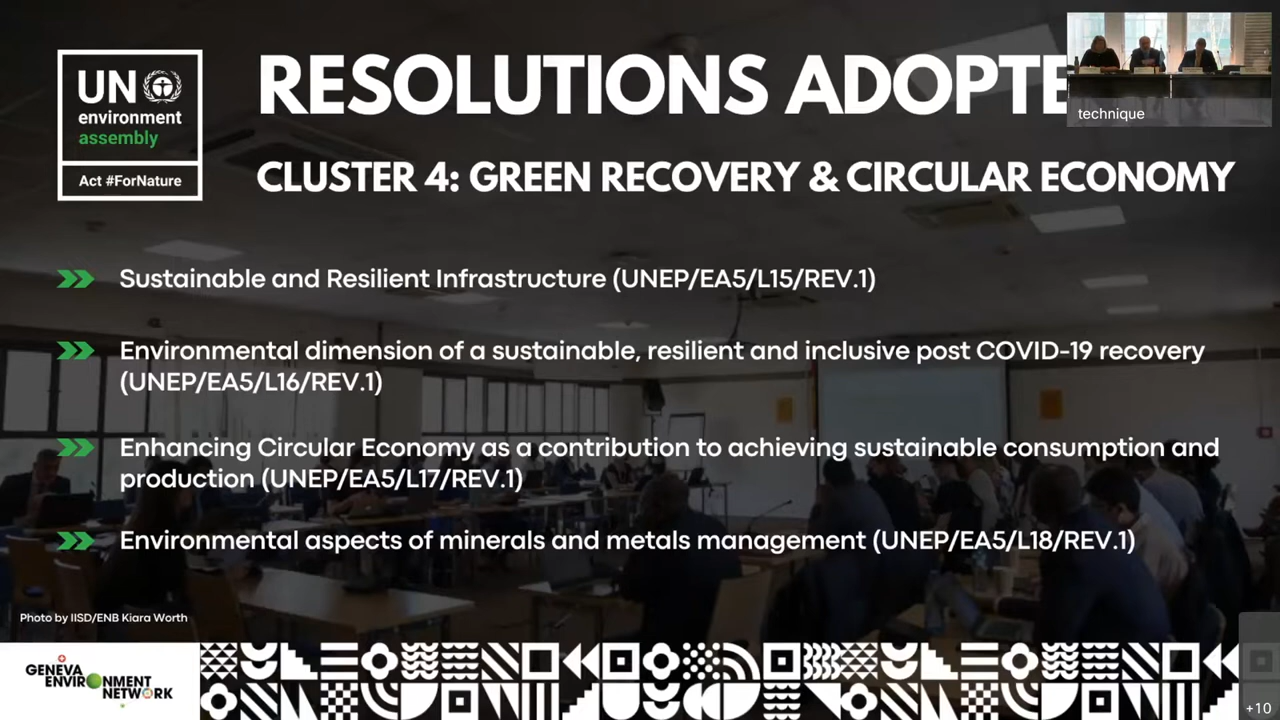 UN
environment
assembly
Act #ForNature
RESOLUTIONS ADOPTE
technique
CLUSTER 4: GREEN RECOVERY & CIRCULAR ECONOMY
Sustainable and Resilient Infrastructure (UNEP/EA5/L15/REV.1)
Environmental dimension of a sustainable, resilient and inclusive post COVID-19 recovery
(UNEP/EA5/L16/REV.1)
Enhancing Circular Economy as a contribution to achieving sustainable consumption and
production (UNEP/EA5/L17/REV.1)
Environmental aspects of minerals and metals management (UNEP/EA5/L18/REV.1)
Photo by IISD/ENB Kiara Worth
GENEVA
ENVIRONMENT
NETWORK
+10